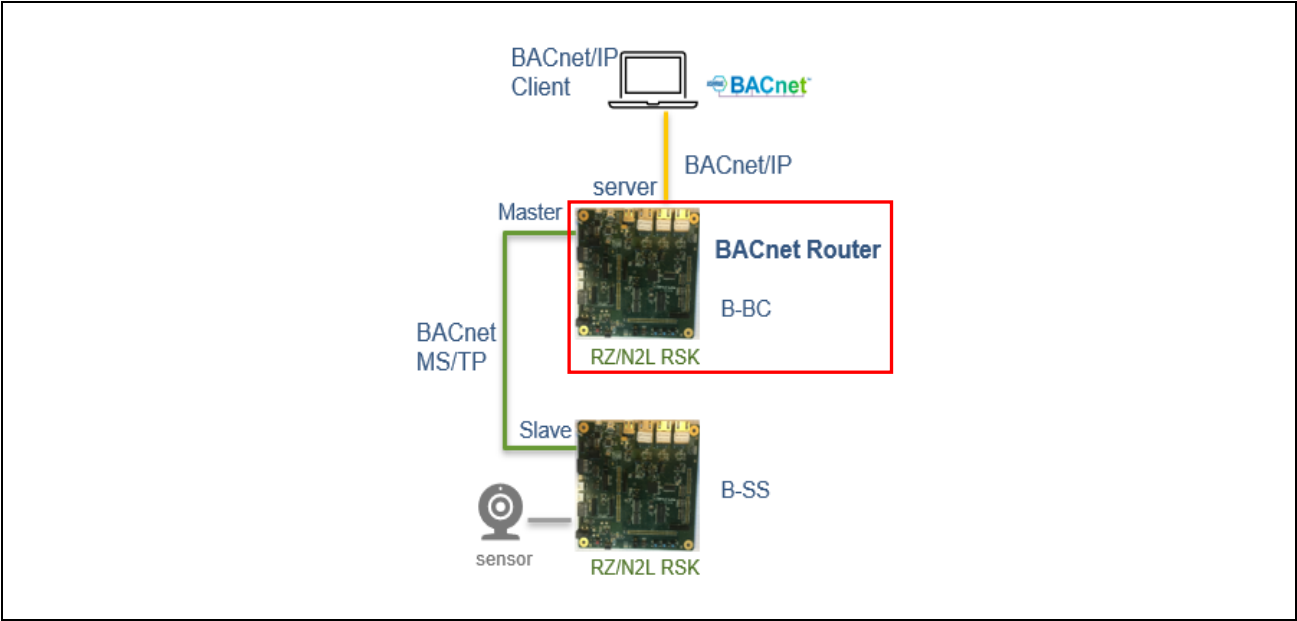 BACnet/IP
Client
BACnet
BACnet/IP
server
Master
BACnet Router
B-BC
RZ/N2L RSK
BACnet
MS/TP
Slave
B-SS
sensor
RZ/N2L RSK